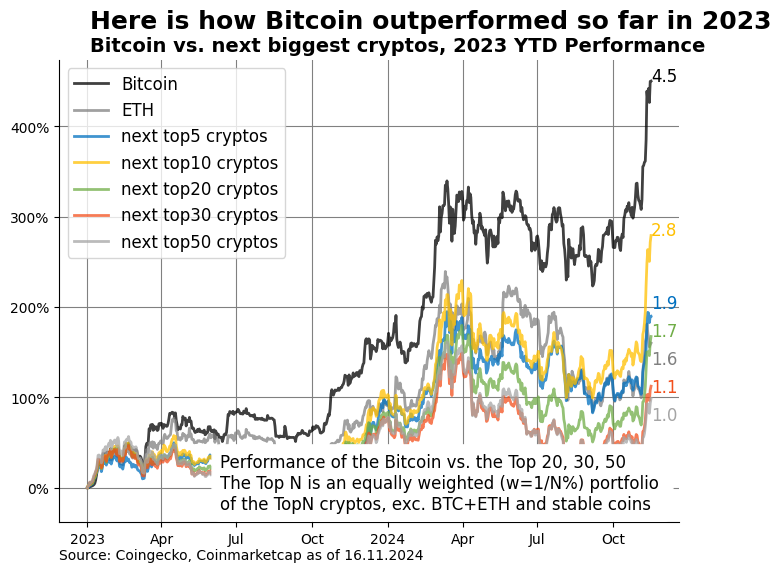 Here is how Bitcoin outperformed so far in 2023
Bitcoin vs. next biggest cryptos, 2023 YTD Performance
Bitcoin
ETH
next top5 cryptos
next top10 cryptos
next top20 cryptos
next top30 cryptos
next top50 cryptos
400%
300%
200%
100%
0%
4.5
2.8
1.9
1.7
1.6
1.1
1.0
Performance of the Bitcoin vs. the Top 20, 30, 50
The Top N is an equally weighted (w=1/N%) portfolio
of the TopN cryptos, exc. BTC+ETH and stable coins
2023 Apr Jul Oct 2024 Apr Jul Oct
Source: Coingecko, Coinmarketcap as of 16.11.2024